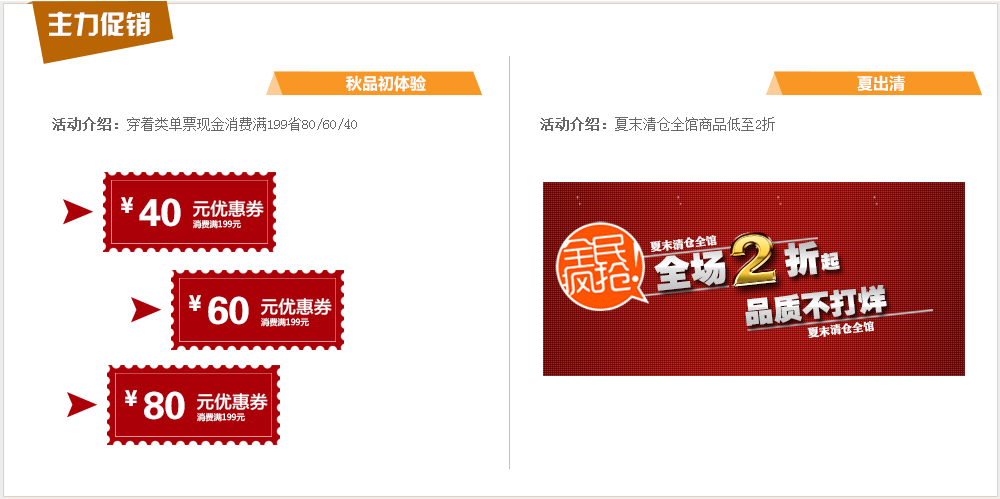 主力促销
秋品初体验
活动介绍：穿着类单票现金消费满199省80/60/40
¥ 40 元优惠券
消费满199元
¥ 60 元优惠券
消费满199元
¥ 80 元优惠券
消费满199元
夏出清
活动介绍：夏末清仓全馆商品低至2折
全民
疯抢!
夏末清仓全馆
全场2折起
品质不打烊
夏末清仓全馆